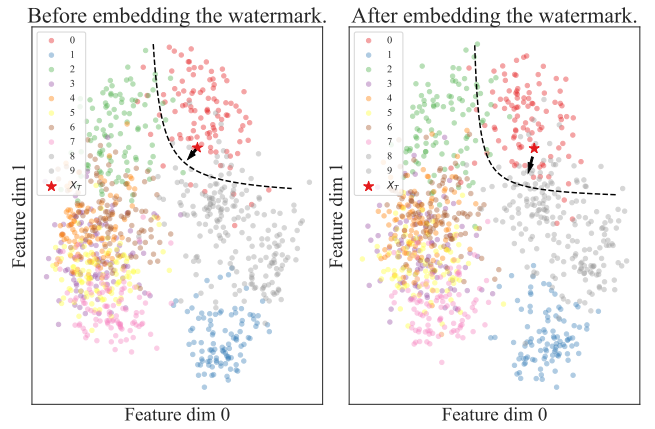 Before embedding the watermark.
0
1
2
3
4
5
6
7
8
9
X_T
Feature dim 1
Feature dim 0
After embedding the watermark.
0
1
2
3
4
5
6
7
8
9
X_T
Feature dim 1
Feature dim 0